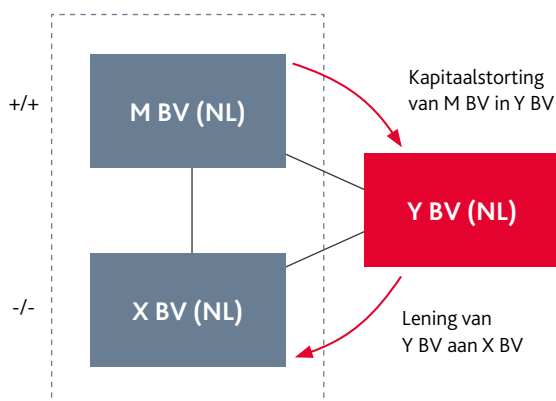 +/+
M BV (NL)
Kapitaalstorting
van M BV in Y BV
Y BV (NL)
-/-
X BV (NL)
Lening van
Y BV aan X BV